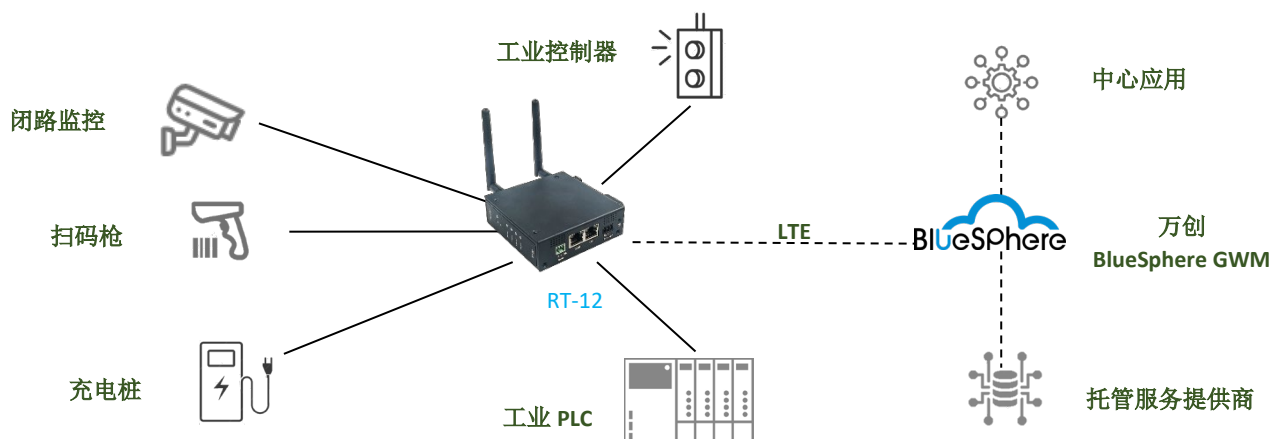 工业控制器
中心应用
闭路监控
扫码枪
LTE
BLUeSPhere
万创
BlueSphere GWM
RT-12
充电桩
工业 PLC
托管服务提供商